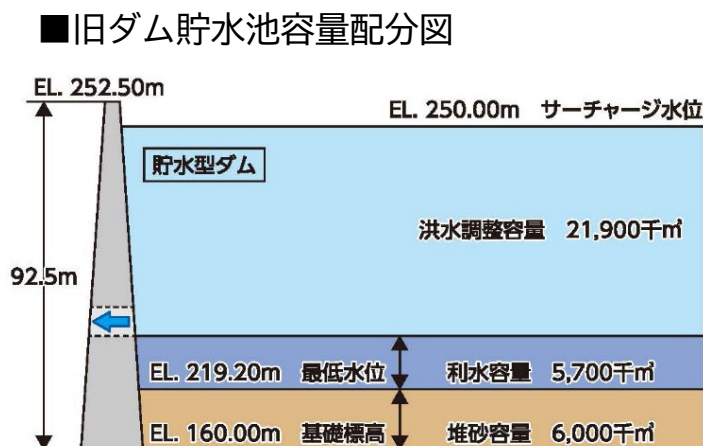 ■旧ダム貯水池容量配分図
EL. 252.50m
EL. 250.00m サーチャージ水位
貯水型ダム
洪水調整容量 21,900千㎥
92.5m
EL. 219.20m 最低水位 利水容量 5,700千㎥
EL. 160.00m 基礎標高 堆砂容量 6,000千㎥